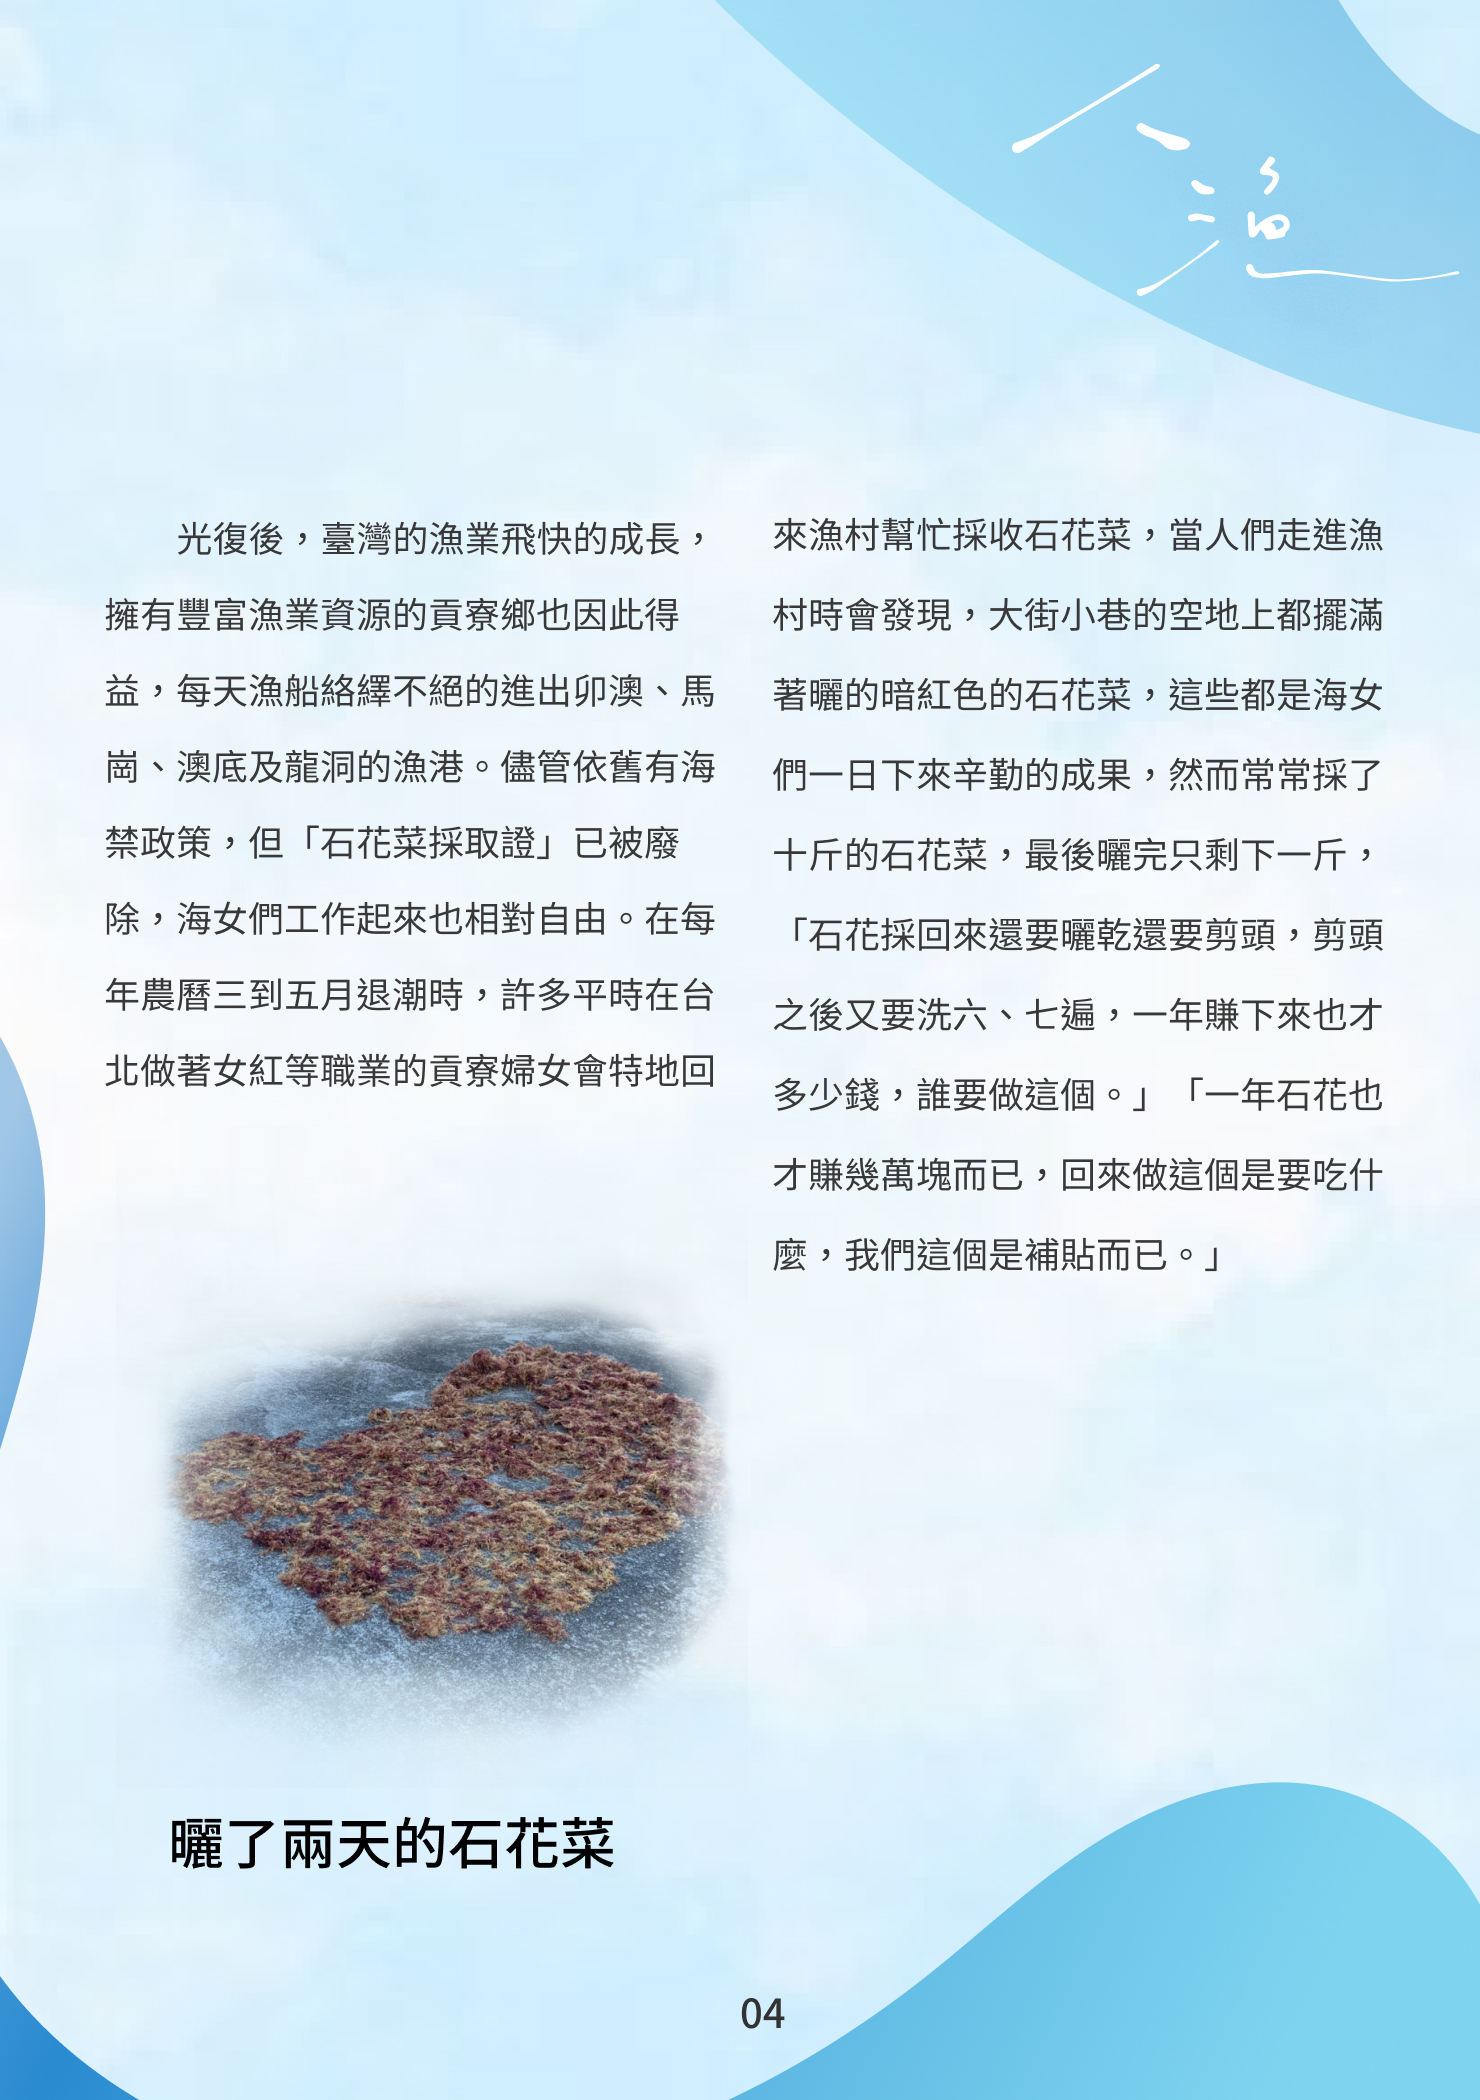 光復後，臺灣的漁業飛快的成長，
擁有豐富漁業資源的貢寮鄉也因此得
益，每天漁船絡繹不絕的進出卯澳、馬
崗、澳底及龍洞的漁港。儘管依舊有海
禁政策，但「石花菜採取證」已被廢
除，海女們工作起來也相對自由。在每
年農曆三到五月退潮時，許多平時在台
北做著女紅等職業的貢寮婦女會特地回
來漁村幫忙採收石花菜，當人們走進漁
村時會發現，大街小巷的空地上都擺滿
著曬的暗紅色的石花菜，這些都是海女
們一日下來辛勤的成果，然而常常採了
十斤的石花菜，最後曬完只剩下一斤，
「石花採回來還要曬乾還要剪頭，剪頭
之後又要洗六、七遍，一年賺下來也才
多少錢，誰要做這個。」「一年石花也
才賺幾萬塊而已，回來做這個是要吃什
麼，我們這個是補貼而已。」
曬了兩天的石花菜
04